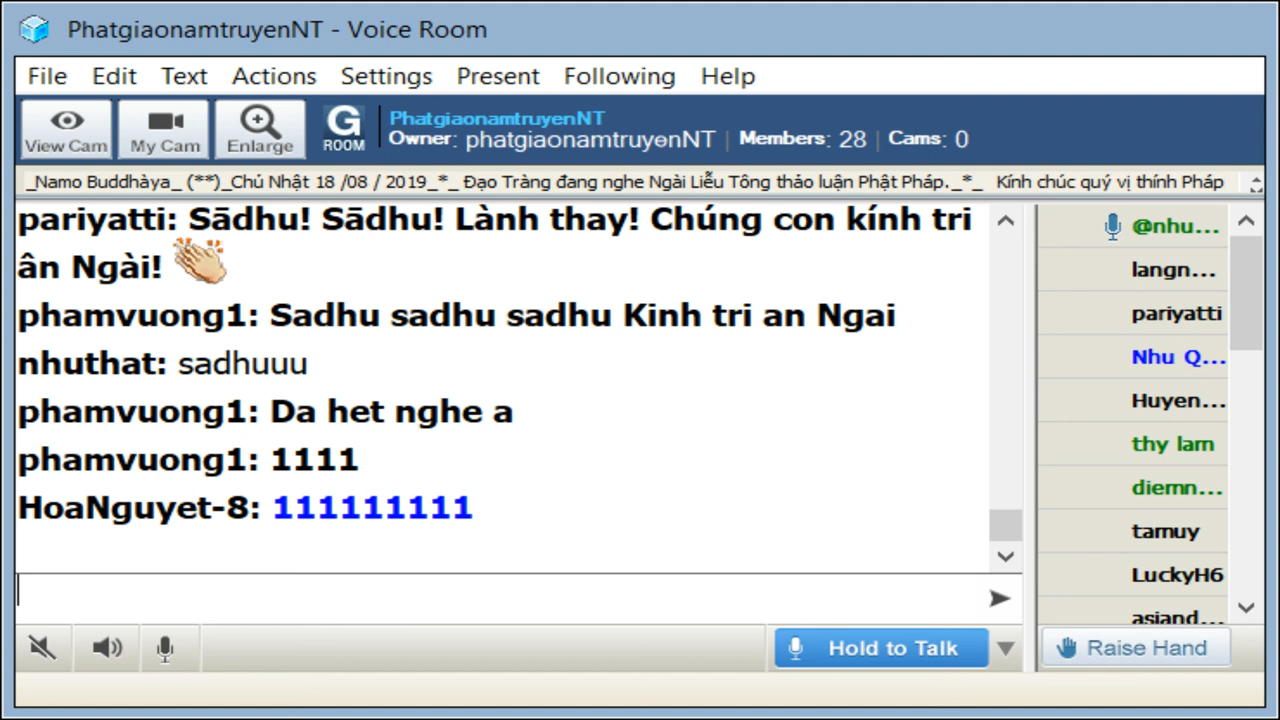 PhatgiaonamtruyenNT - Voice Room
File Edit Text Actions Settings Present Following Help
View Cam My Cam Enlarge G ROOM
PhatgiaonamtruyenNT
Owner: phatgiaonamtruyenNT | Members: 28 | Cams: 0
_Namo Buddhàya_ (**)_Chủ Nhật 18 /08 / 2019_*_ Đạo Tràng đang nghe Ngài Liễu Tông thảo luận Phật Pháp._*_ Kính chúc quý vị thính Pháp
pariyatti: Sādhu! Sādhu! Lành thay! Chúng con kính tri
ân Ngài!
phamvuong1: Sadhu sadhu sadhu Kinh tri an Ngai
nhuthat: sadhuuu
phamvuong1: Da het nghe a
phamvuong1: 1111
HoaNguyet-8: 111111111
@nhu...
langn...
pariyatti
Nhu Q...
Huyen...
thy lam
diemn...
tamuy
LuckyH6
asiand...
Hold to Talk
Raise Hand